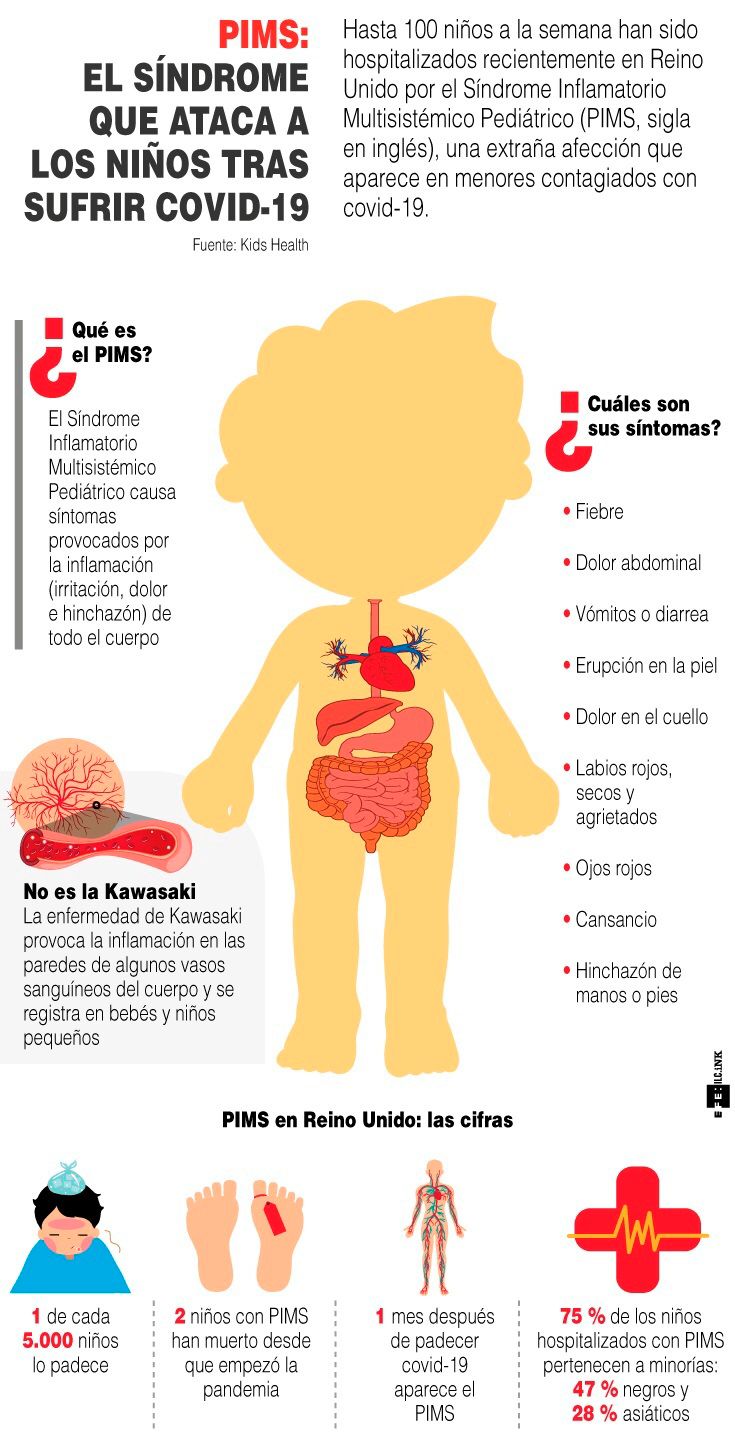 PIMS:
EL SÍNDROME
QUE ATACA A
LOS NIÑOS TRAS
SUFRIR COVID-19
Fuente: Kids Health
Hasta 100 niños a la semana han sido
hospitalizados recientemente en Reino
Unido por el Síndrome Inflamatorio
Multisistémico Pediátrico (PIMS, sigla
en inglés), una extraña afección que
aparece en menores contagiados con
covid-19.
¿Qué es
el PIMS?
El Síndrome
Inflamatorio
Multisistémico
Pediátrico causa
síntomas
provocados por
la inflamación
(irritación, dolor
e hinchazón) de
todo el cuerpo
¿Cuáles son
sus síntomas?
• Fiebre
• Dolor abdominal
• Vómitos o diarrea
• Erupción en la piel
• Dolor en el cuello
• Labios rojos,
secos y
agrietados
• Ojos rojos
• Cansancio
• Hinchazón de
manos o pies
No es la Kawasaki
La enfermedad de Kawasaki
provoca la inflamación en las
paredes de algunos vasos
sanguíneos del cuerpo y se
registra en bebés y niños
pequeños
EFE:
PIMS en Reino Unido: las cifras
1 de cada
5.000 niños
lo padece
2 niños con PIMS
han muerto desde
que empezó la
pandemia
1 mes después
de padecer
covid-19
aparece el
PIMS
75 % de los niños
hospitalizados con PIMS
pertenecen a minorías:
47 % negros y
28 % asiáticos